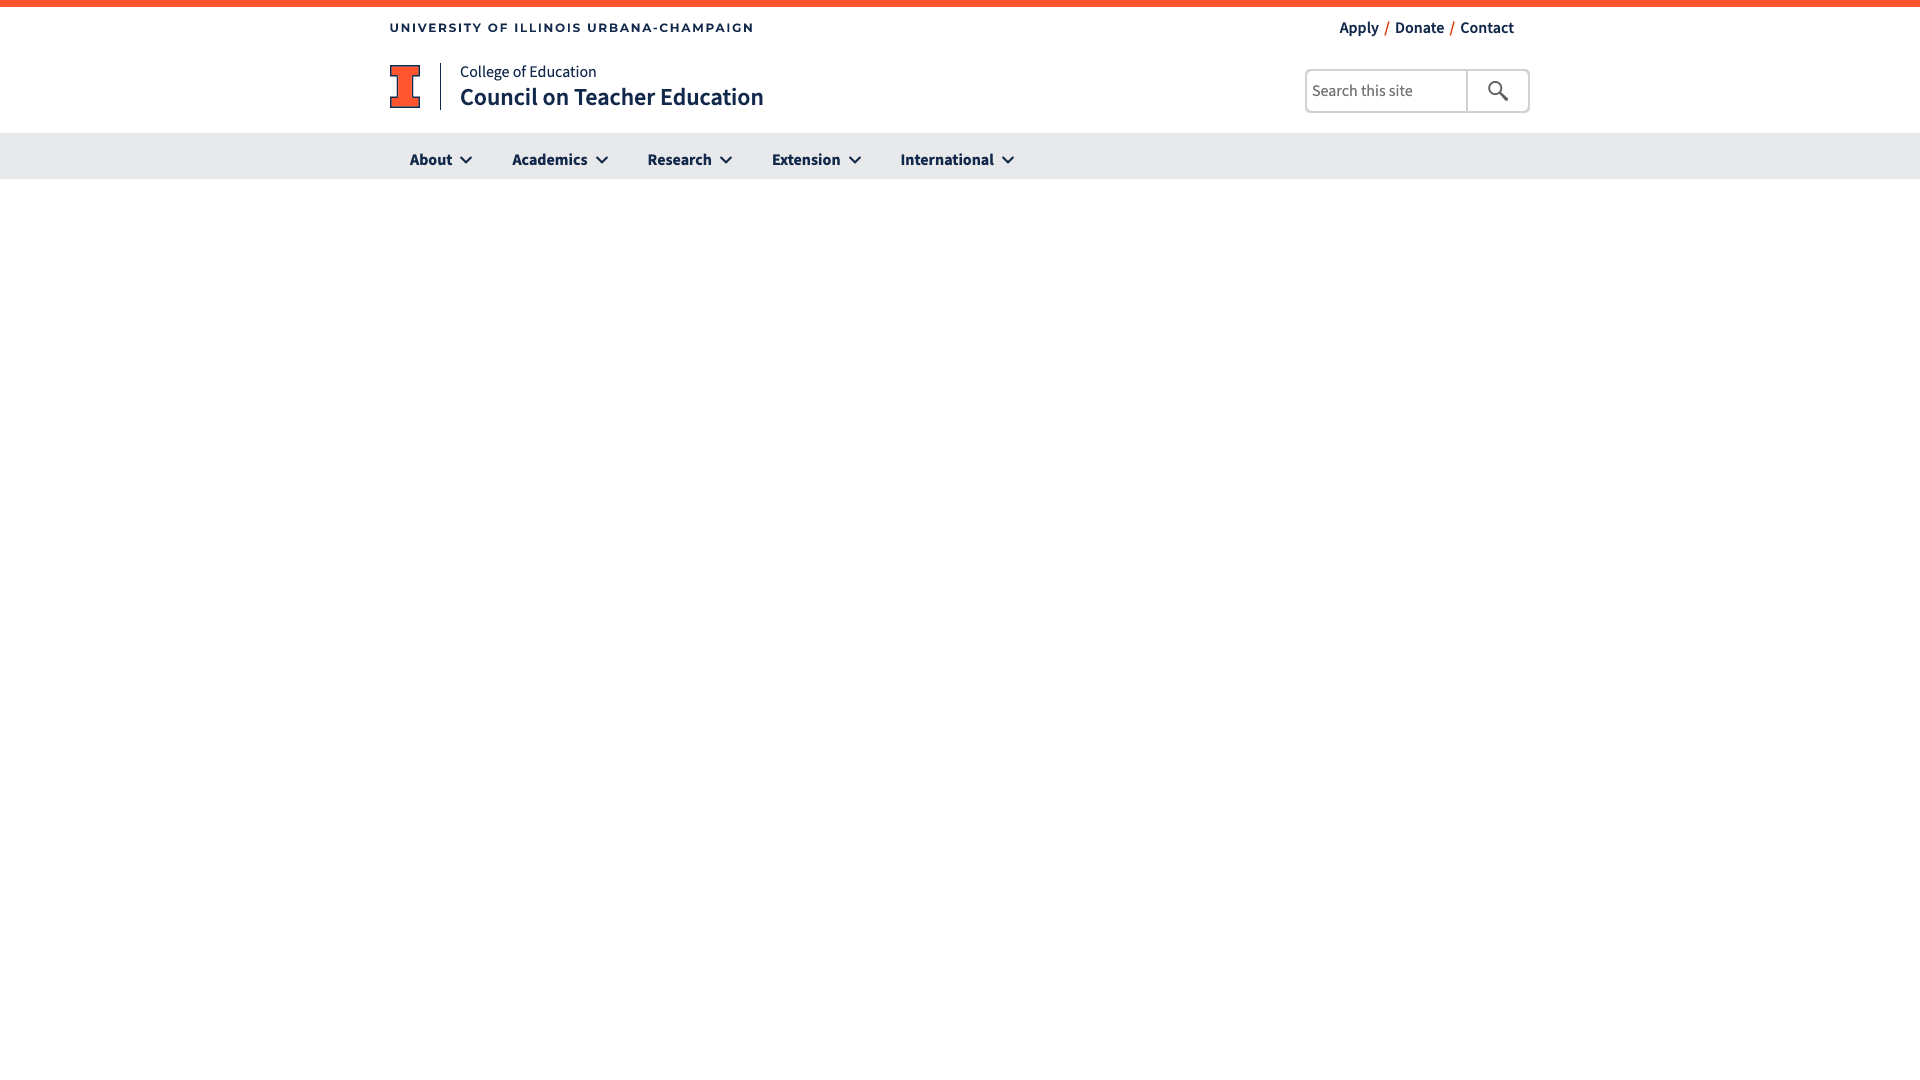 UNIVERSITY OF ILLINOIS URBANA-CHAMPAIGN
Apply / Donate / Contact
College of Education
Council on Teacher Education
Search this site
About
Academics
Research
Extension
International